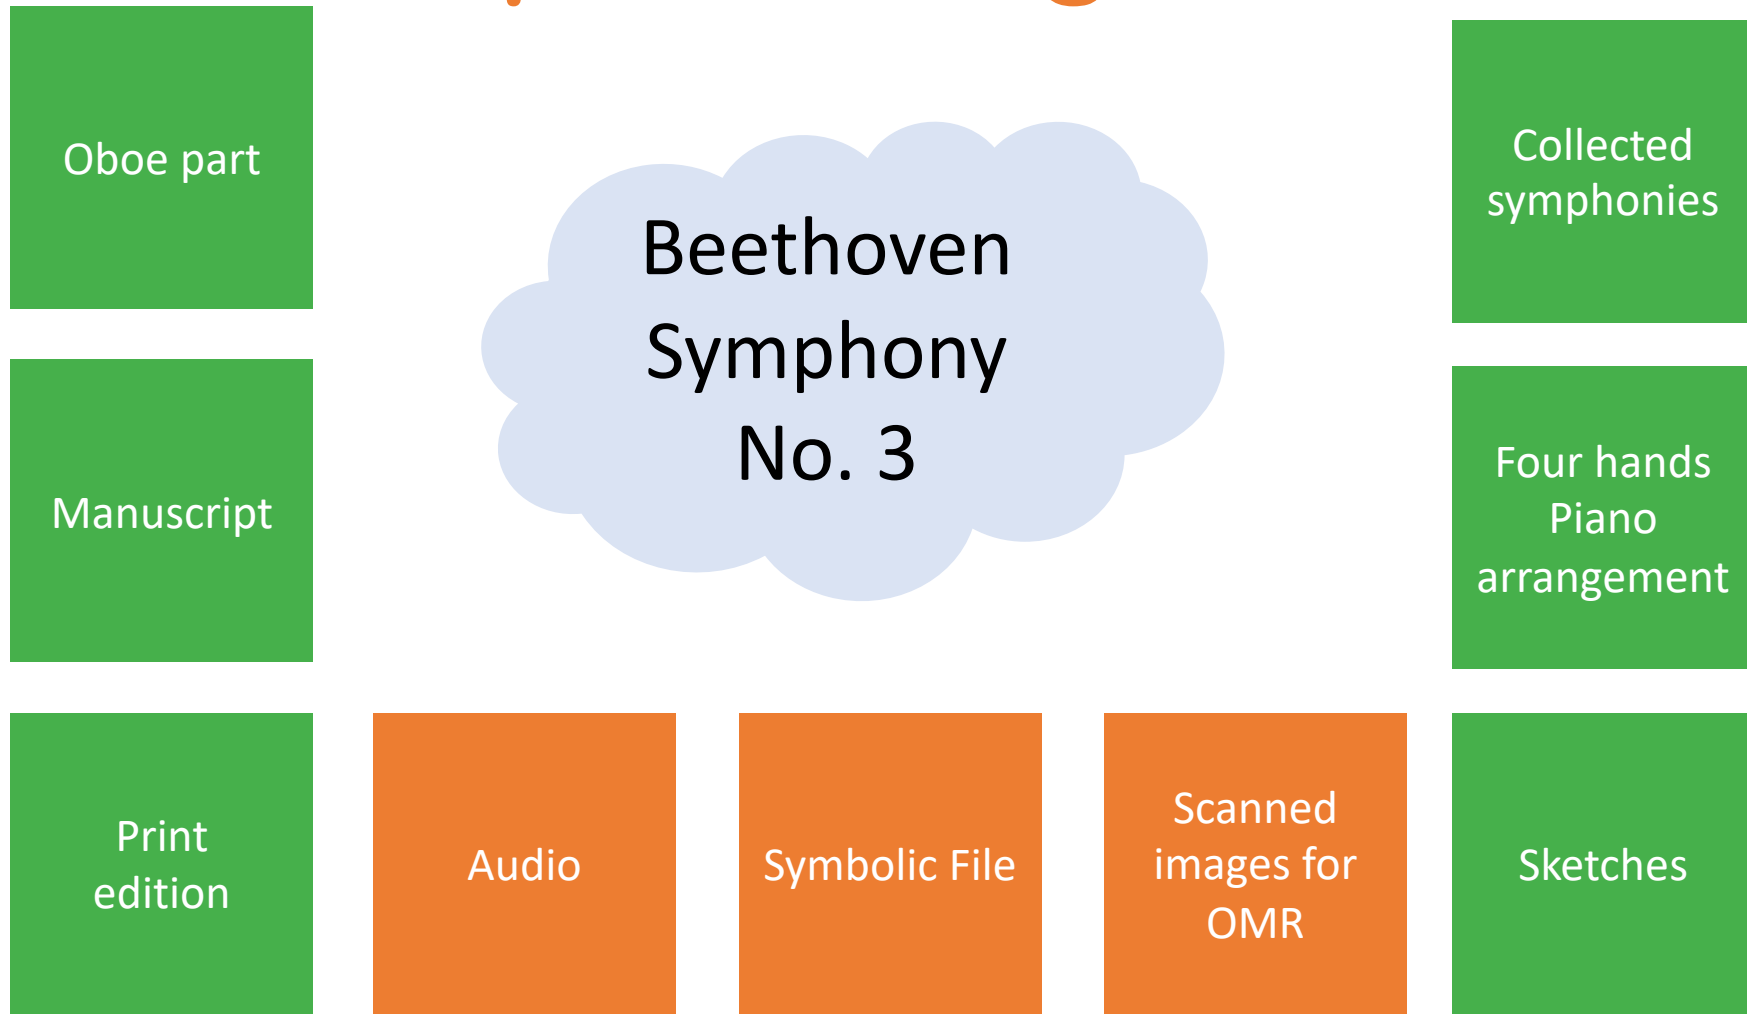 Oboe part
Collected
symphonies
Beethoven
Symphony
No. 3
Manuscript
Four hands
Piano
arrangement
Print
edition
Audio
Symbolic File
Scanned
images for
OMR
Sketches